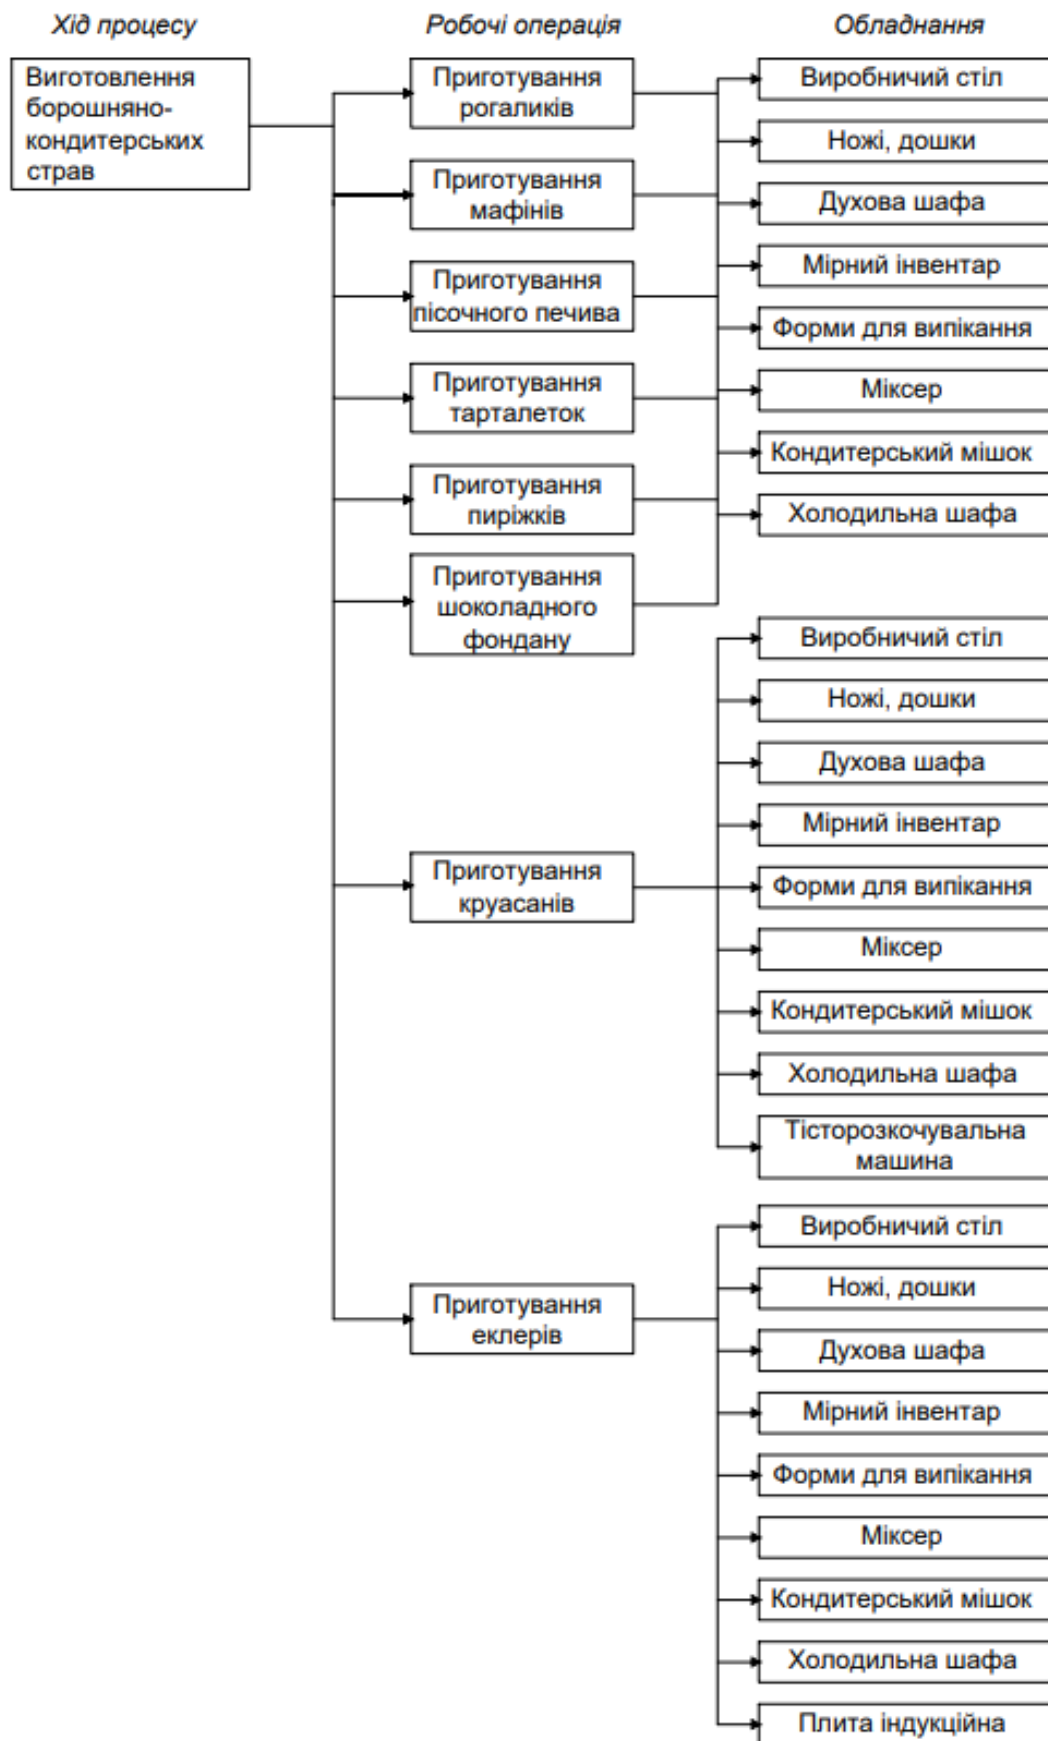 Хід процесу
Робочі операція
Обладнання
Виготовлення
борошняно-
кондитерських
страв
Приготування
рогаликів
Приготування
мафінів
Приготування
пісочного печива
Приготування
тарталеток
Приготування
пиріжків
Приготування
шоколадного
фондану
Виробничий стіл
Ножі, дошки
Духова шафа
Мірний інвентар
Форми для випікання
Міксер
Кондитерський мішок
Холодильна шафа
Приготування
круасанів
Виробничий стіл
Ножі, дошки
Духова шафа
Мірний інвентар
Форми для випікання
Міксер
Кондитерський мішок
Холодильна шафа
Тісторозкочувальна
машина
Приготування
еклерів
Виробничий стіл
Ножі, дошки
Духова шафа
Мірний інвентар
Форми для випікання
Міксер
Кондитерський мішок
Холодильна шафа
Плита індукційна